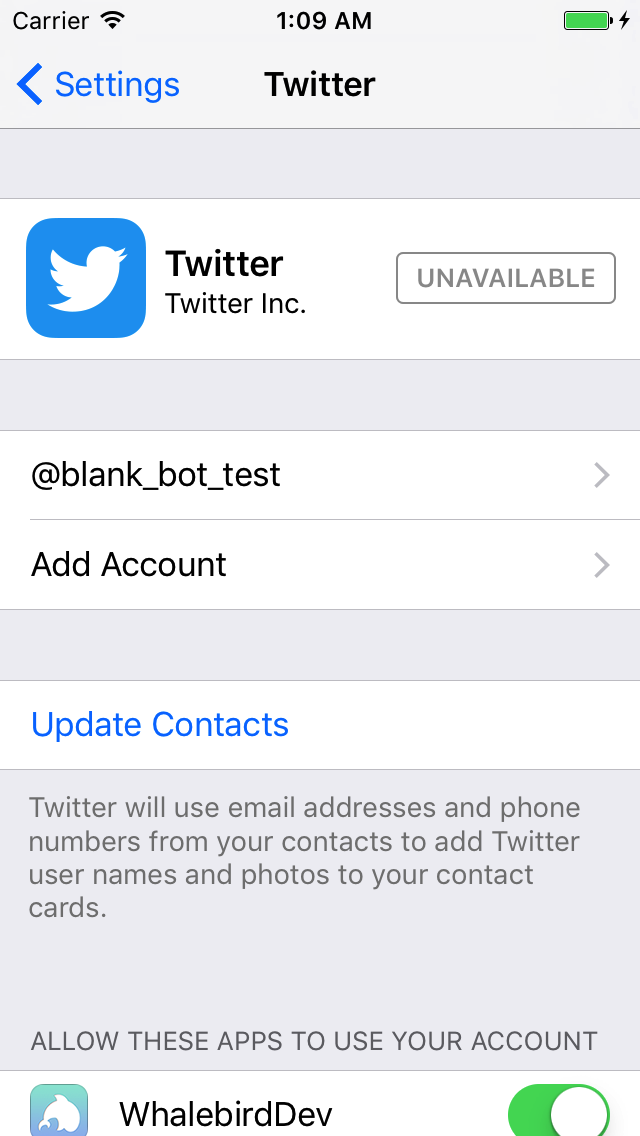 Carrier 1:09 AM
Settings Twitter
Twitter
Twitter Inc.
UNAVAILABLE
@blank_bot_test
Add Account
Update Contacts
Twitter will use email addresses and phone
numbers from your contacts to add Twitter
user names and photos to your contact
cards.
ALLOW THESE APPS TO USE YOUR ACCOUNT
WhalebirdDev